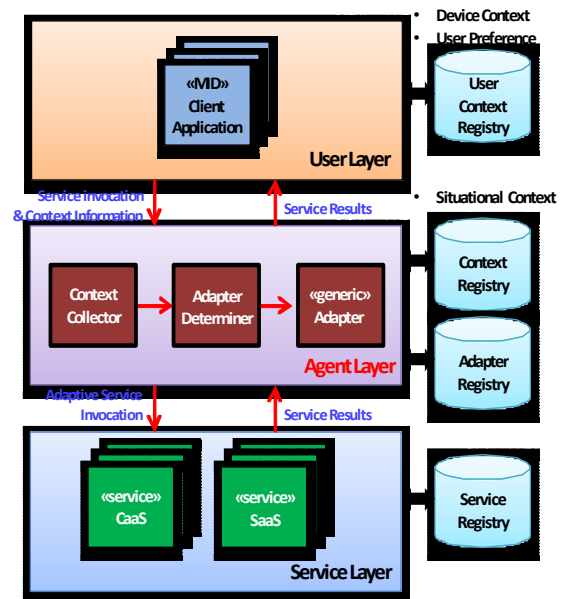 • Device Context
• User Preference
«MID»
Client
Application
User Layer
User
Context
Registry
Service invocation
& Context Information
Service Results
• Situational Context
Context
Collector
Adapter
Determiner
«generic»
Adapter
Agent Layer
Context
Registry
Adapter
Registry
Adaptive Service
Invocation
Service Results
«service»
CaaS
«service»
SaaS
Service Layer
Service
Registry